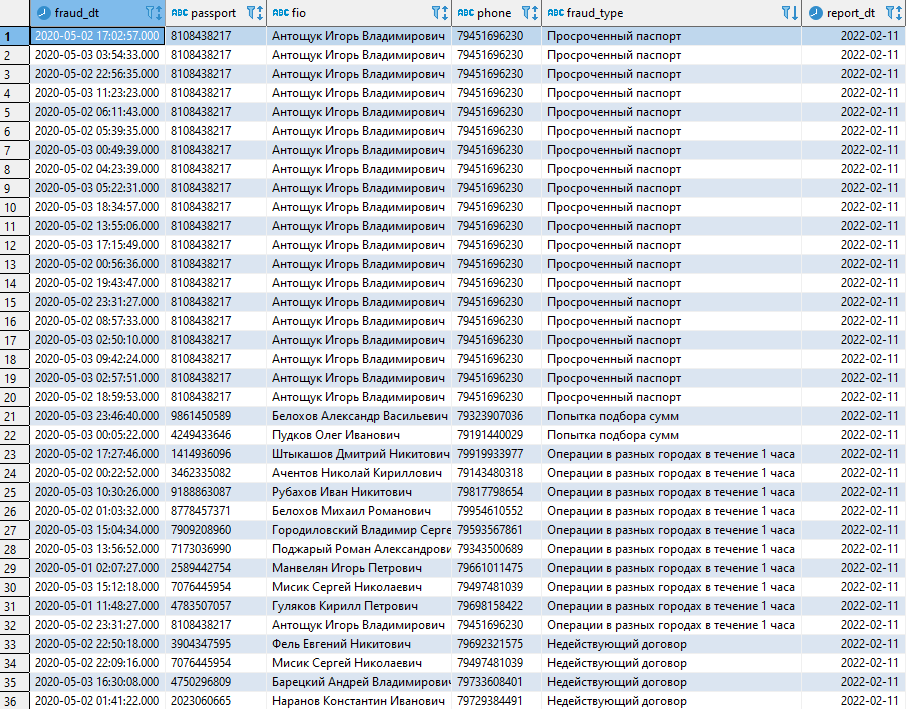 fraud_dt ABC passport ABC fio ABC phone ABC fraud_type report_dt
1 2020-05-02 17:02:57.000 8108438217 Антощук Игорь Владимирович 79451696230 Просроченный паспорт 2022-02-11
2 2020-05-03 03:54:33.000 8108438217 Антощук Игорь Владимирович 79451696230 Просроченный паспорт 2022-02-11
3 2020-05-02 22:56:35.000 8108438217 Антощук Игорь Владимирович 79451696230 Просроченный паспорт 2022-02-11
4 2020-05-03 11:23:23.000 8108438217 Антощук Игорь Владимирович 79451696230 Просроченный паспорт 2022-02-11
5 2020-05-02 06:11:43.000 8108438217 Антощук Игорь Владимирович 79451696230 Просроченный паспорт 2022-02-11
6 2020-05-02 05:39:35.000 8108438217 Антощук Игорь Владимирович 79451696230 Просроченный паспорт 2022-02-11
7 2020-05-03 00:49:39.000 8108438217 Антощук Игорь Владимирович 79451696230 Просроченный паспорт 2022-02-11
8 2020-05-02 04:23:39.000 8108438217 Антощук Игорь Владимирович 79451696230 Просроченный паспорт 2022-02-11
9 2020-05-03 05:22:31.000 8108438217 Антощук Игорь Владимирович 79451696230 Просроченный паспорт 2022-02-11
10 2020-05-03 18:34:57.000 8108438217 Антощук Игорь Владимирович 79451696230 Просроченный паспорт 2022-02-11
11 2020-05-02 13:55:06.000 8108438217 Антощук Игорь Владимирович 79451696230 Просроченный паспорт 2022-02-11
12 2020-05-03 17:15:49.000 8108438217 Антощук Игорь Владимирович 79451696230 Просроченный паспорт 2022-02-11
13 2020-05-02 00:56:36.000 8108438217 Антощук Игорь Владимирович 79451696230 Просроченный паспорт 2022-02-11
14 2020-05-02 19:43:47.000 8108438217 Антощук Игорь Владимирович 79451696230 Просроченный паспорт 2022-02-11
15 2020-05-02 23:31:27.000 8108438217 Антощук Игорь Владимирович 79451696230 Просроченный паспорт 2022-02-11
16 2020-05-02 08:57:33.000 8108438217 Антощук Игорь Владимирович 79451696230 Просроченный паспорт 2022-02-11
17 2020-05-02 02:50:10.000 8108438217 Антощук Игорь Владимирович 79451696230 Просроченный паспорт 2022-02-11
18 2020-05-03 09:42:24.000 8108438217 Антощук Игорь Владимирович 79451696230 Просроченный паспорт 2022-02-11
19 2020-05-03 02:57:51.000 8108438217 Антощук Игорь Владимирович 79451696230 Просроченный паспорт 2022-02-11
20 2020-05-02 18:59:53.000 8108438217 Антощук Игорь Владимирович 79451696230 Просроченный паспорт 2022-02-11
21 2020-05-03 23:46:40.000 9861450589 Белохов Александр Васильевич 79323907036 Попытка подбора сумм 2022-02-11
22 2020-05-03 00:05:22.000 4249433646 Пудков Олег Иванович 79191440029 Попытка подбора сумм 2022-02-11
23 2020-05-02 17:27:46.000 1414936096 Штыкашов Дмитрий Никитович 79919933977 Операции в разных городах в течение 1 часа 2022-02-11
24 2020-05-02 00:22:52.000 3462335082 Ачентов Николай Кириллович 79143480318 Операции в разных городах в течение 1 часа 2022-02-11
25 2020-05-03 10:30:26.000 9188863087 Рубахов Иван Никитович 79817798654 Операции в разных городах в течение 1 часа 2022-02-11
26 2020-05-02 01:03:32.000 8778457371 Белохов Михаил Романович 79954610552 Операции в разных городах в течение 1 часа 2022-02-11
27 2020-05-03 15:04:34.000 7909208960 Городиловский Владимир Серге 79593567861 Операции в разных городах в течение 1 часа 2022-02-11
28 2020-05-03 13:56:52.000 7173036990 Поджарый Роман Александрови 79343500689 Операции в разных городах в течение 1 часа 2022-02-11
29 2020-05-01 02:07:27.000 2589442754 Манвелян Игорь Петрович 79661011475 Операции в разных городах в течение 1 часа 2022-02-11
30 2020-05-03 15:12:18.000 7076445954 Мисик Сергей Николаевич 79497481039 Операции в разных городах в течение 1 часа 2022-02-11
31 2020-05-01 11:48:27.000 4783507057 Гуляков Кирилл Петрович 79698158422 Операции в разных городах в течение 1 часа 2022-02-11
32 2020-05-02 23:31:27.000 8108438217 Антощук Игорь Владимирович 79451696230 Операции в разных городах в течение 1 часа 2022-02-11
33 2020-05-02 22:50:18.000 3904347595 Фель Евгений Никитович 79692321575 Недействующий договор 2022-02-11
34 2020-05-02 22:09:16.000 7076445954 Мисик Сергей Николаевич 79497481039 Недействующий договор 2022-02-11
35 2020-05-03 16:30:08.000 4750296809 Барецкий Андрей Владимирович 79733608401 Недействующий договор 2022-02-11
36 2020-05-02 01:41:22.000 2023060665 Наранов Константин Иванович 79729384491 Недействующий договор 2022-02-11